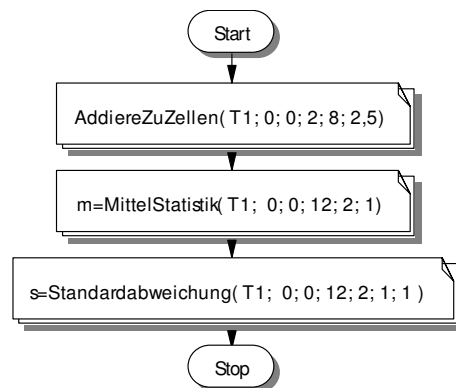 Start
AddiereZuZellen( T1; 0; 0; 2; 8; 2,5)
m=MittelStatistik( T1; 0; 0; 12; 2; 1)
s=Standardabweichung( T1; 0; 0; 12; 2; 1; 1 )
Stop